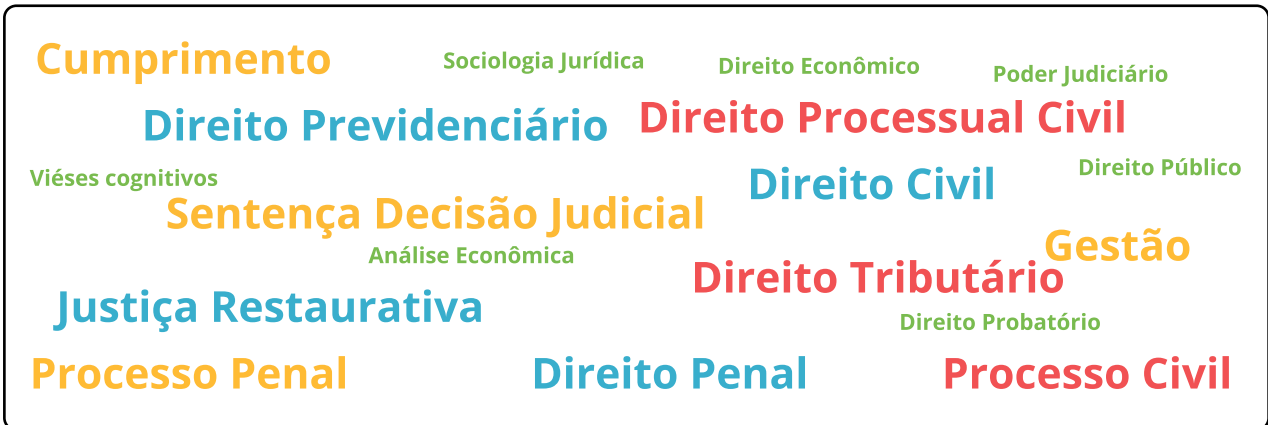 Cumprimento
Sociologia Jurídica
Direito Econômico
Poder Judiciário
Direito Previdenciário
Direito Processual Civil
Viéses cognitivos
Direito Civil
Direito Público
Sentença Decisão Judicial
Análise Econômica
Gestão
Direito Tributário
Justiça Restaurativa
Direito Probatório
Processo Penal
Direito Penal
Processo Civil